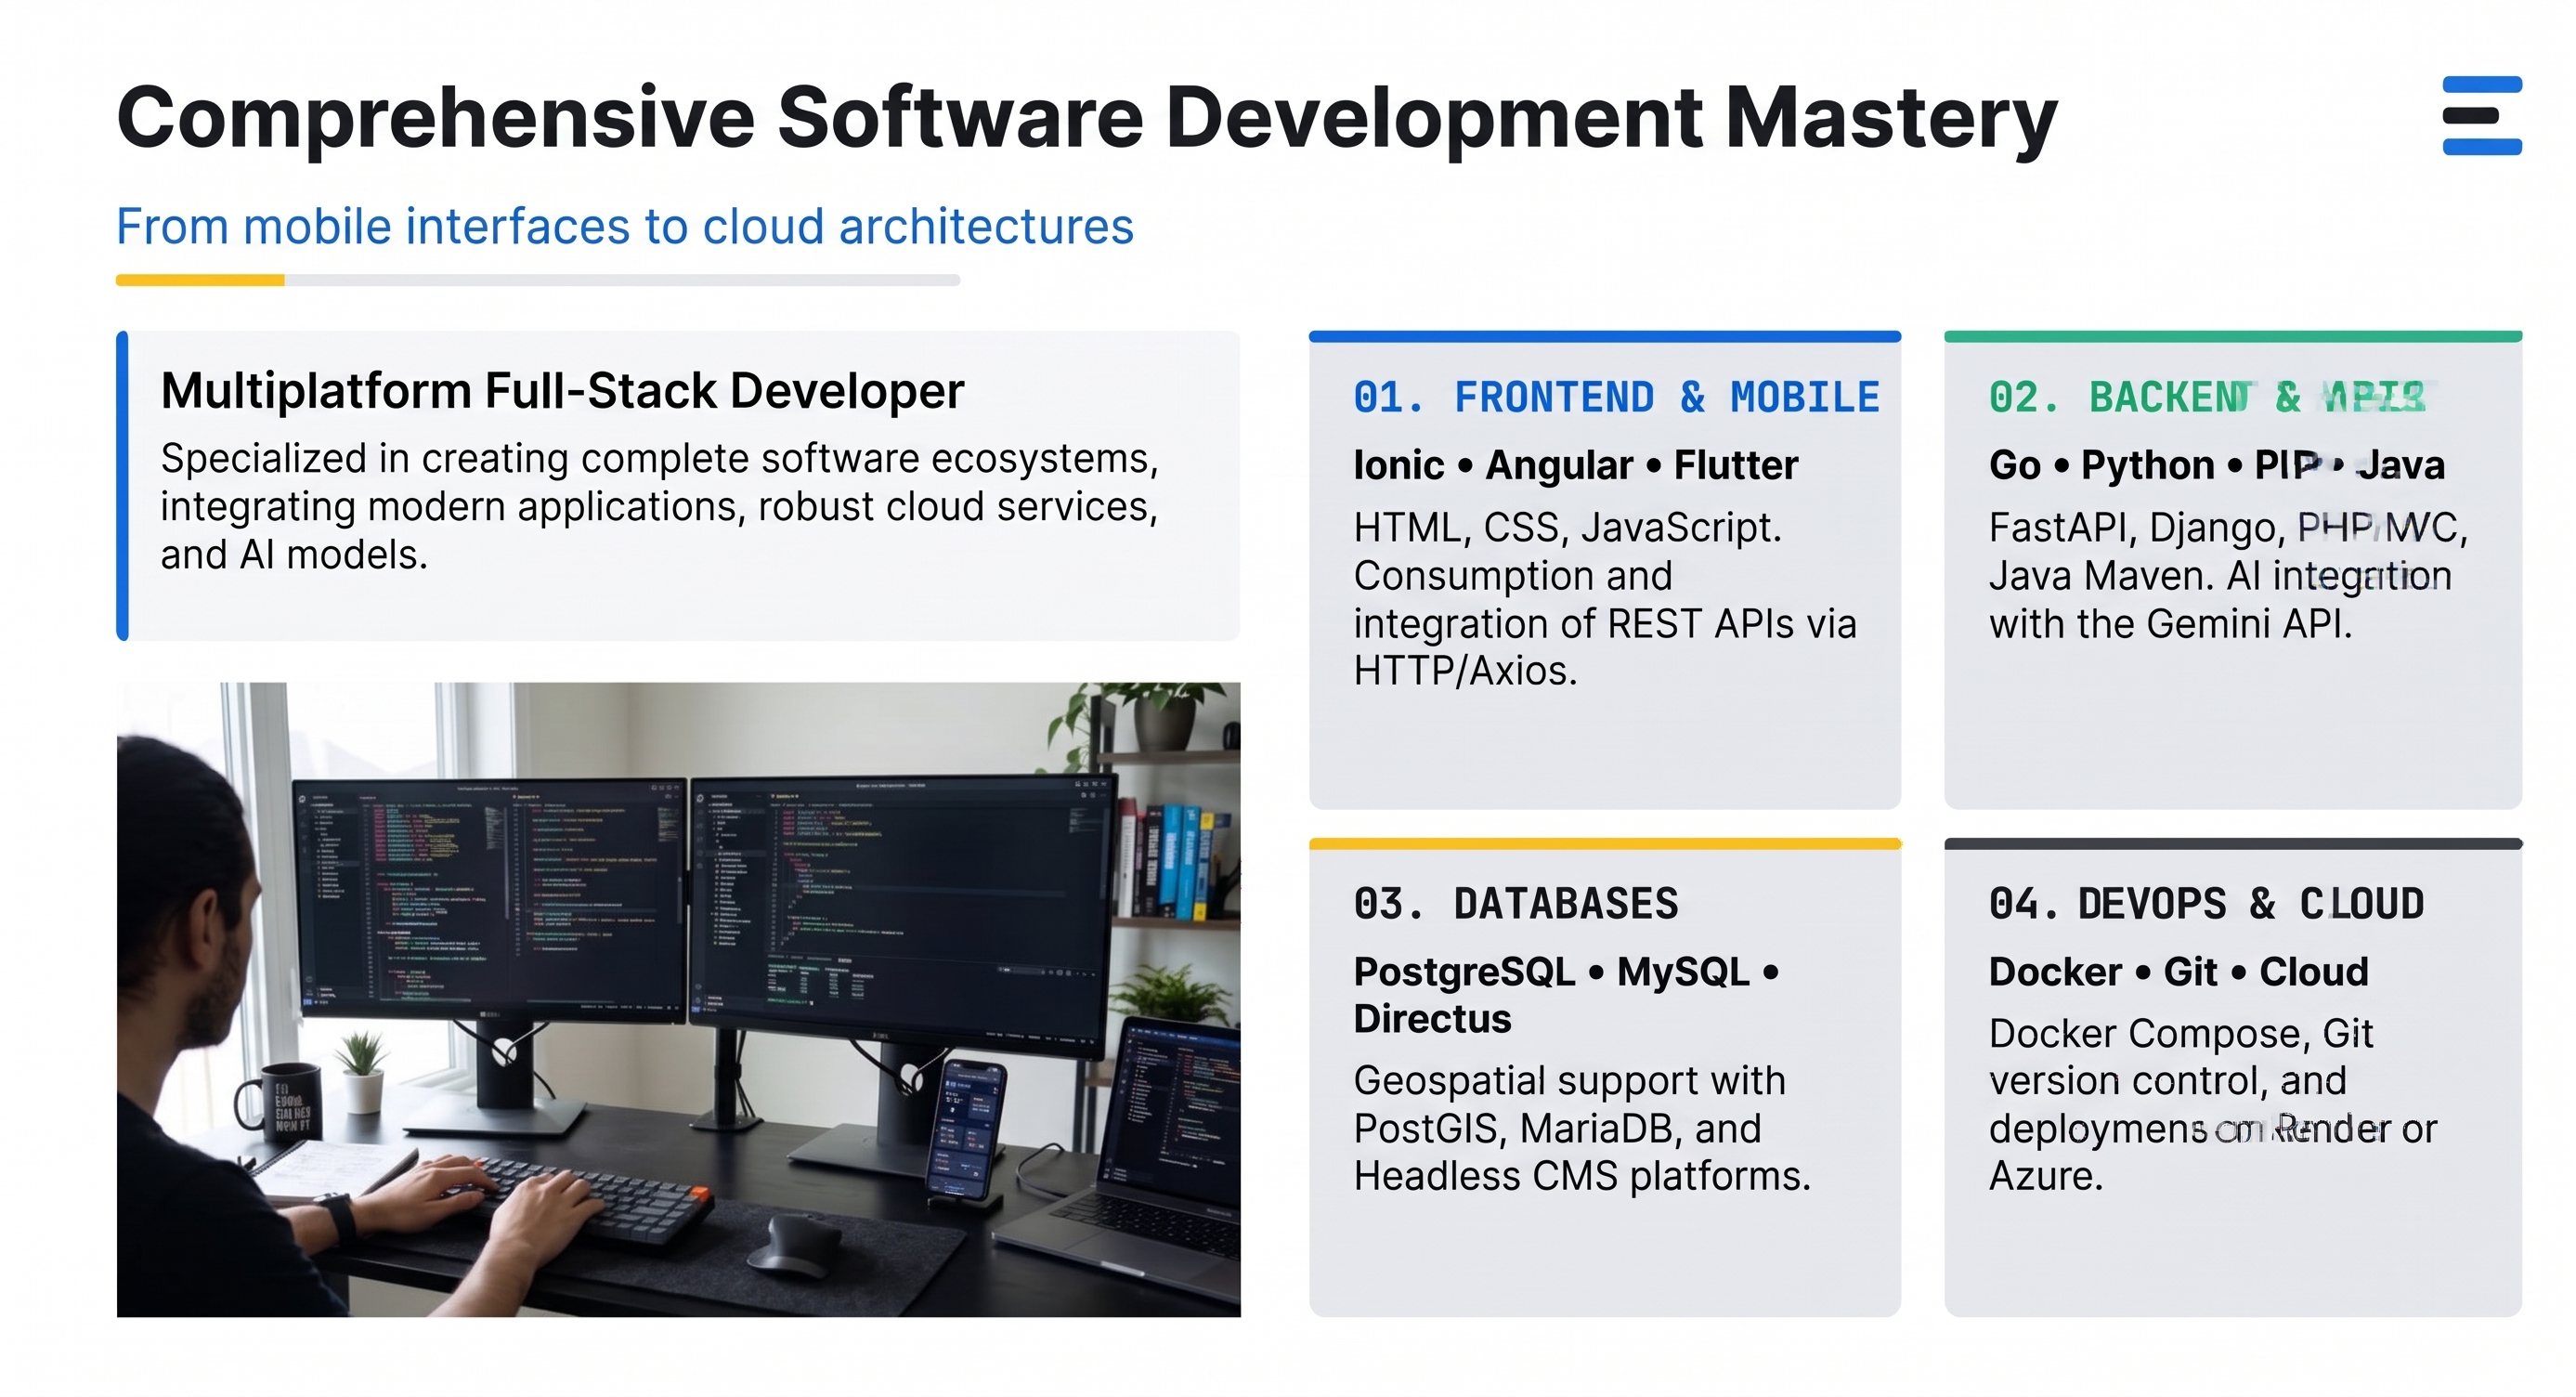 Comprehensive Software Development Mastery
From mobile interfaces to cloud architectures
Multiplatform Full-Stack Developer
Specialized in creating complete software ecosystems,
integrating modern applications, robust cloud services,
and AI models.
01. FRONTEND & MOBILE
Ionic • Angular • Flutter
HTML, CSS, JavaScript.
Consumption and
integration of REST APIs via
HTTP/Axios.
02. &
Go • Python • • Java
FastAPI, Django,
Java Maven. AI integration
with the Gemini API.
03. DATABASES
PostgreSQL • MySQL •
Directus
Geospatial support with
PostGIS, MariaDB, and
Headless CMS platforms.
04. DEVOPS & CLOUD
Docker • Git • Cloud
Docker Compose, Git
version control, and
Render or
Azure.